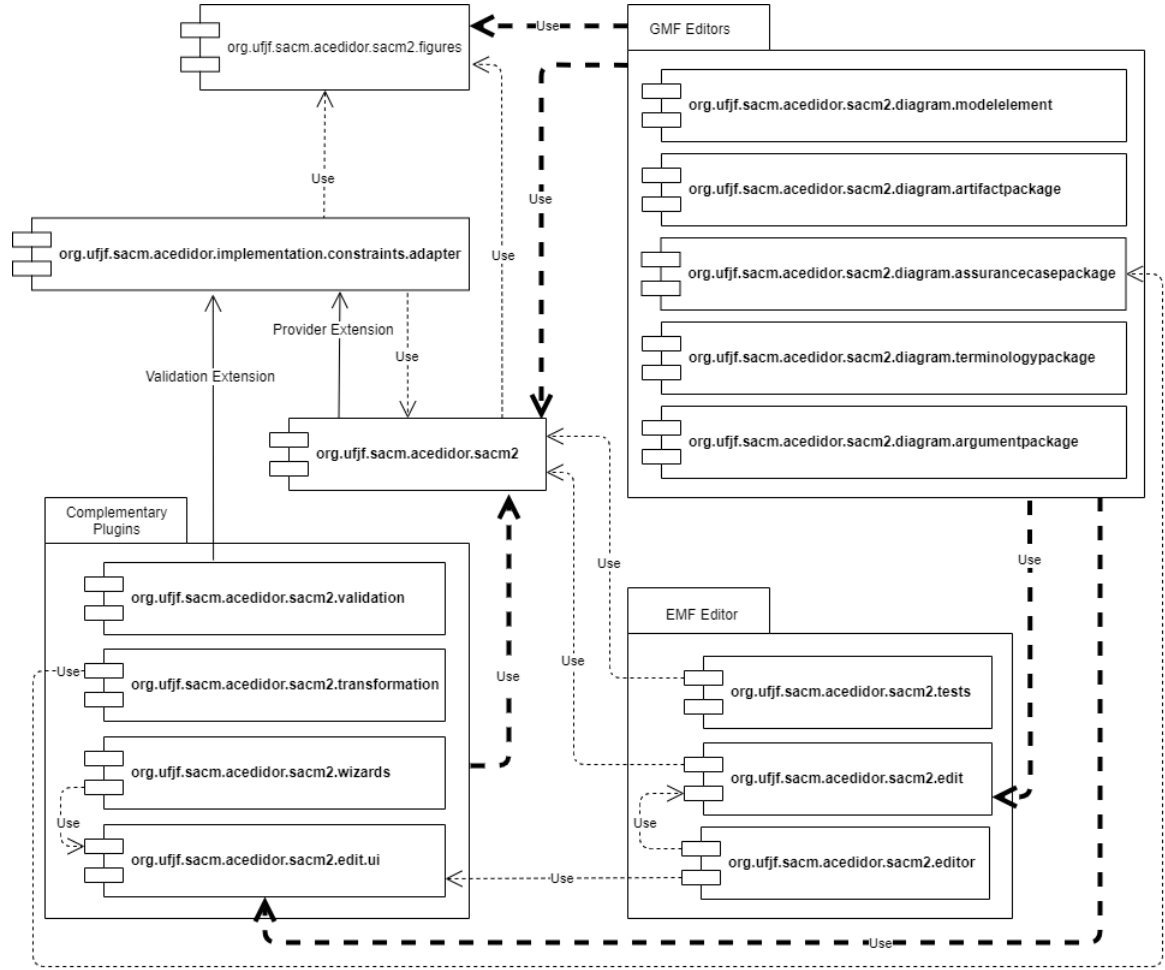 Use
GMF Editors
org.ufjf.sacm.acedidor.sacm2.figures
Use
org.ufjf.sacm.acedidor.sacm2.diagram.modelelement
Use
org.ufjf.sacm.acedidor.sacm2.diagram.artifactpackage
Use
org.ufjf.sacm.acedidor.implementation.constraints.adapter
Use
org.ufjf.sacm.acedidor.sacm2.diagram.assurancecasepackage
Provider Extension
Use
Validation Extension
org.ufjf.sacm.acedidor.sacm2.diagram.terminologypackage
org.ufjf.sacm.acedidor.sacm2
org.ufjf.sacm.acedidor.sacm2.diagram.argumentpackage
Complementary
Plugins
Use
Use
org.ufjf.sacm.acedidor.sacm2.validation
EMF Editor
Use
org.ufjf.sacm.acedidor.sacm2.transformation
Use
Use
org.ufjf.sacm.acedidor.sacm2.tests
org.ufjf.sacm.acedidor.sacm2.wizards
org.ufjf.sacm.acedidor.sacm2.edit
Use
Use
org.ufjf.sacm.acedidor.sacm2.edit.ui
org.ufjf.sacm.acedidor.sacm2.editor
Use
Use